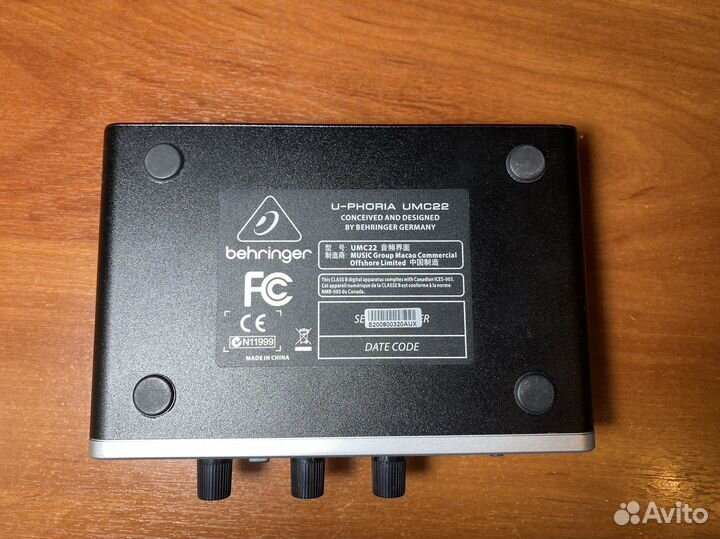 U-PHORIA UMC22
CONCEIVED AND DESIGNED
BY BEHRINGER GERMANY
behringer
型 号: UMC22 音频界面
制造商: MUSIC Group Macao Commercial
Offshore Limited 中国制造
This CLASS B digital apparatus complies with Canadian ICES-003.
Cet appareil numérique de la CLASSE B est conforme à la norme
NMB-003 du Canada.
FC
CE
N11999
MADE IN CHINA
S200800320AUX
DATE CODE
Avito